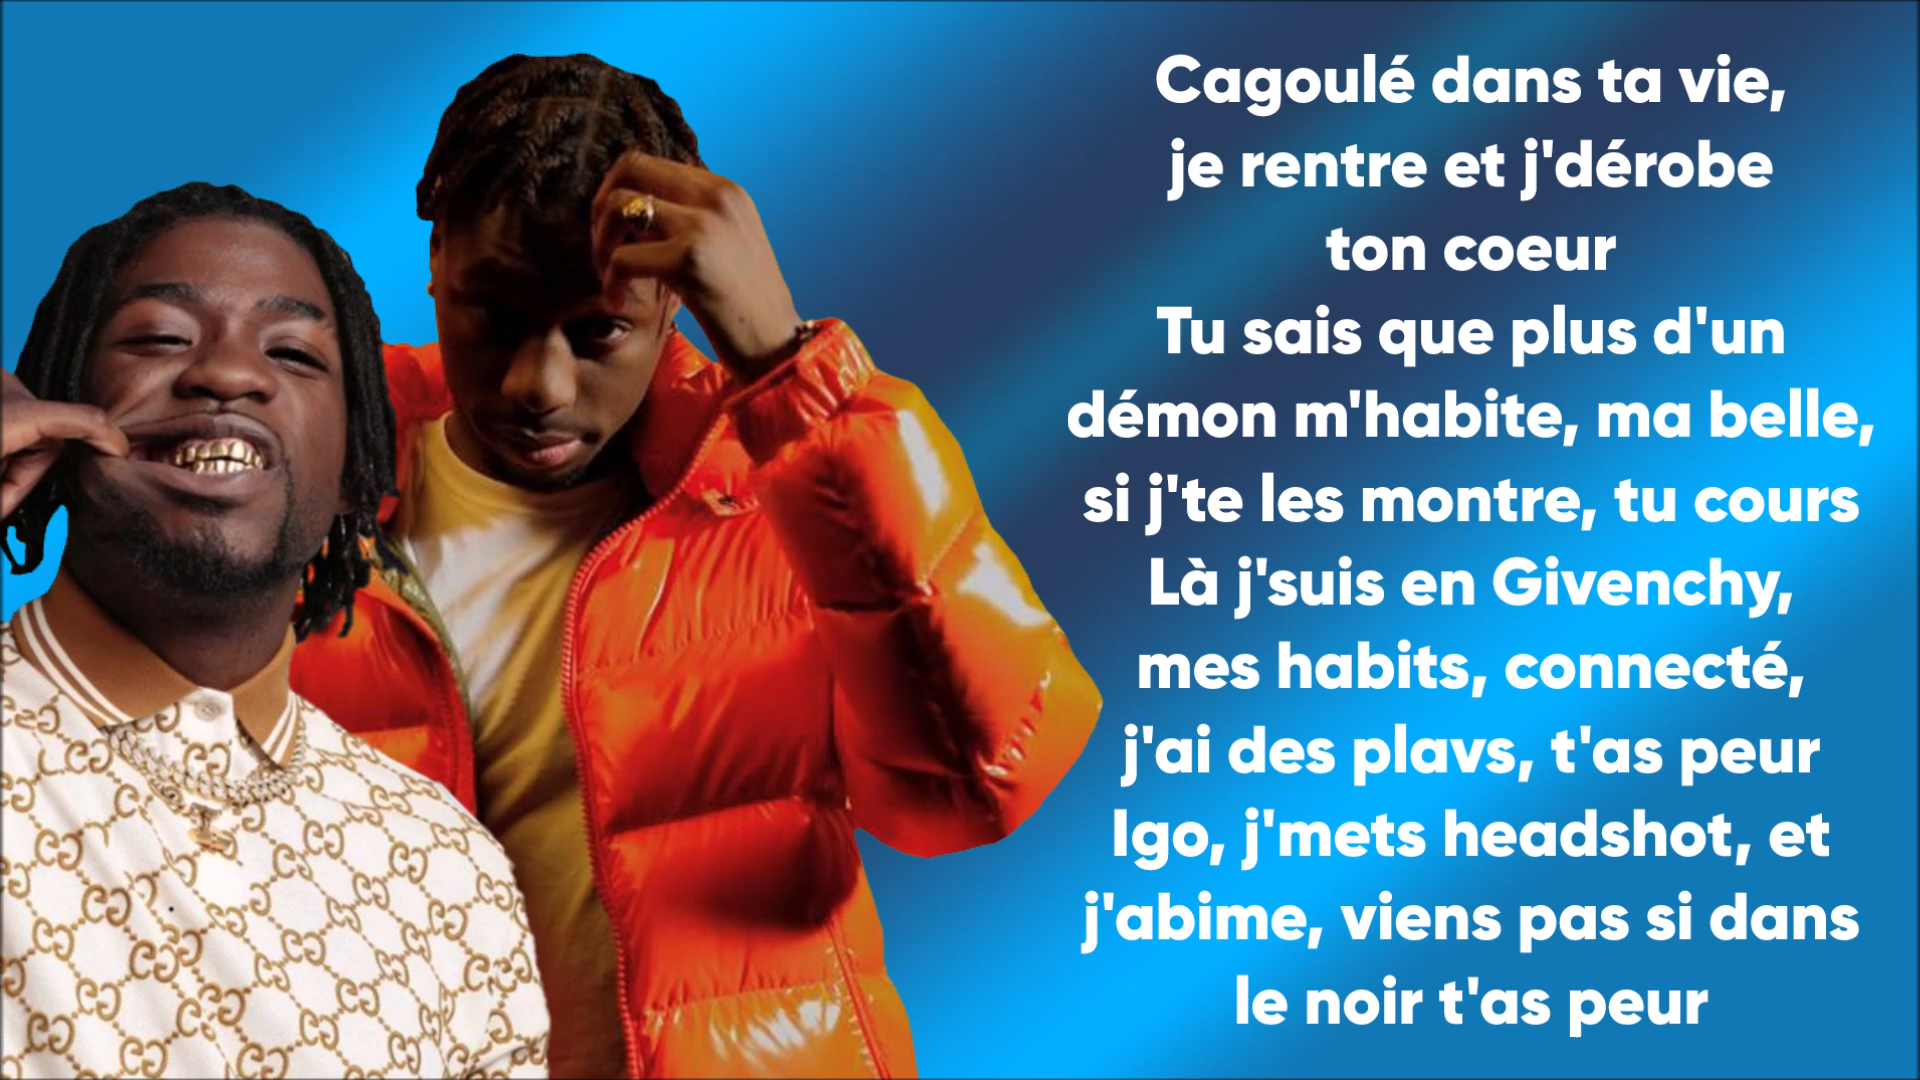 Cagoulé dans ta vie,
je rentre et j'dérobe
ton coeur
Tu sais que plus d'un
démon m'habite, ma belle,
si j'te les montre, tu cours
Là j'suis en Givenchy,
mes habits, connecté,
j'ai des plavs, t'as peur
Igo, j'mets headshot, et
j'abime, viens pas si dans
le noir t'as peur